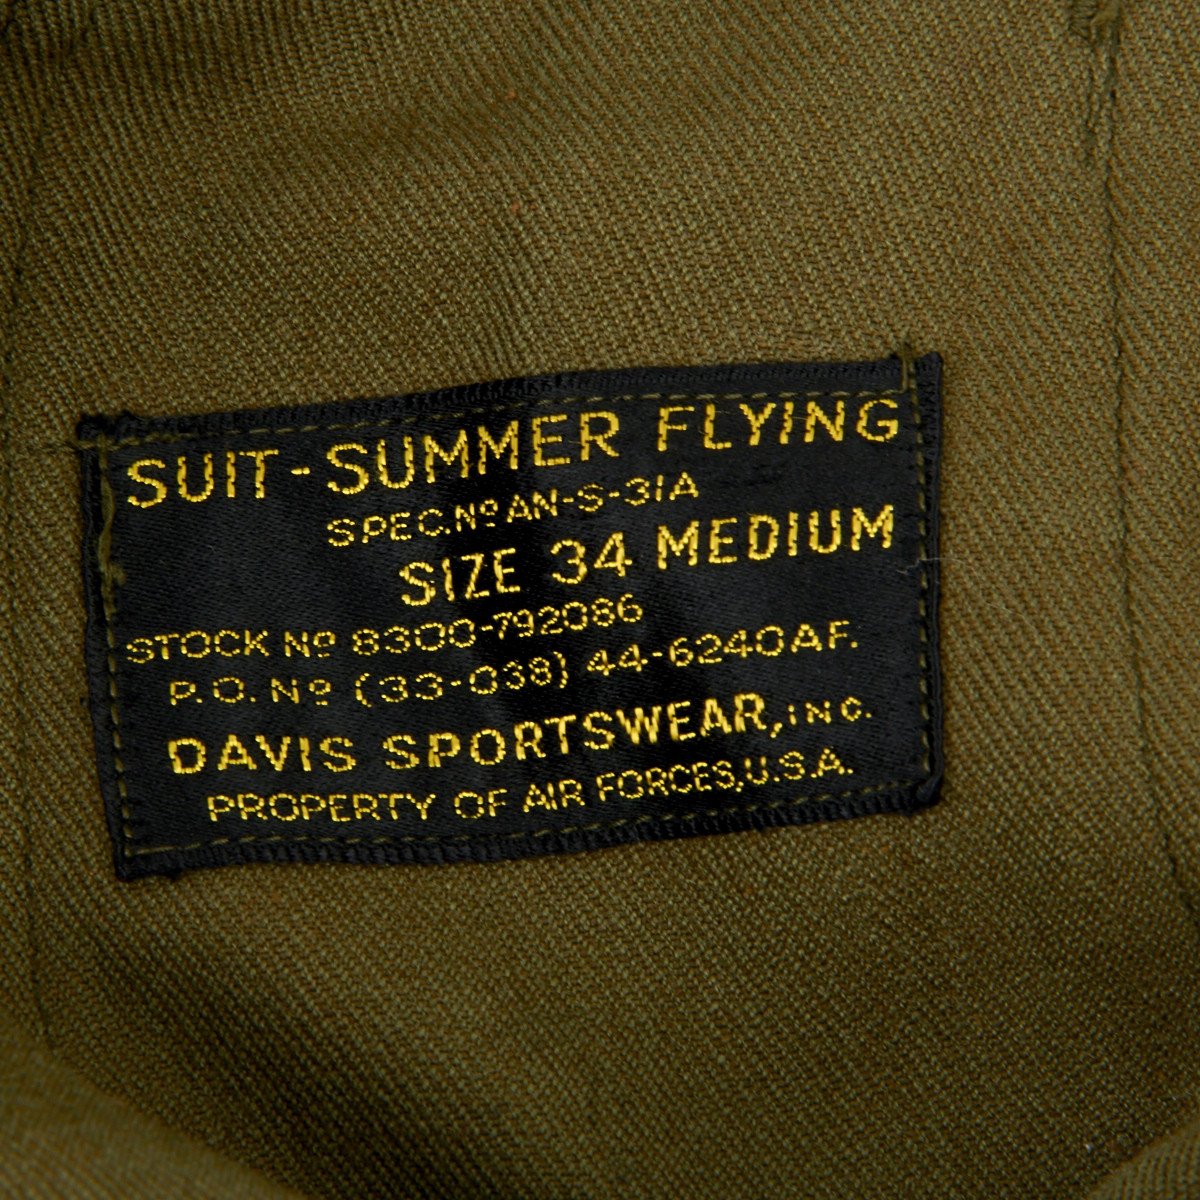 SUIT - SUMMER FLYING
SPEC. Nº AN-S-31A
SIZE 34 MEDIUM
STOCK Nº 8300-792086
P.O. Nº (33-038) 44-6240AF.
DAVIS SPORTSWEAR, INC.
PROPERTY OF AIR FORCES, U.S.A.